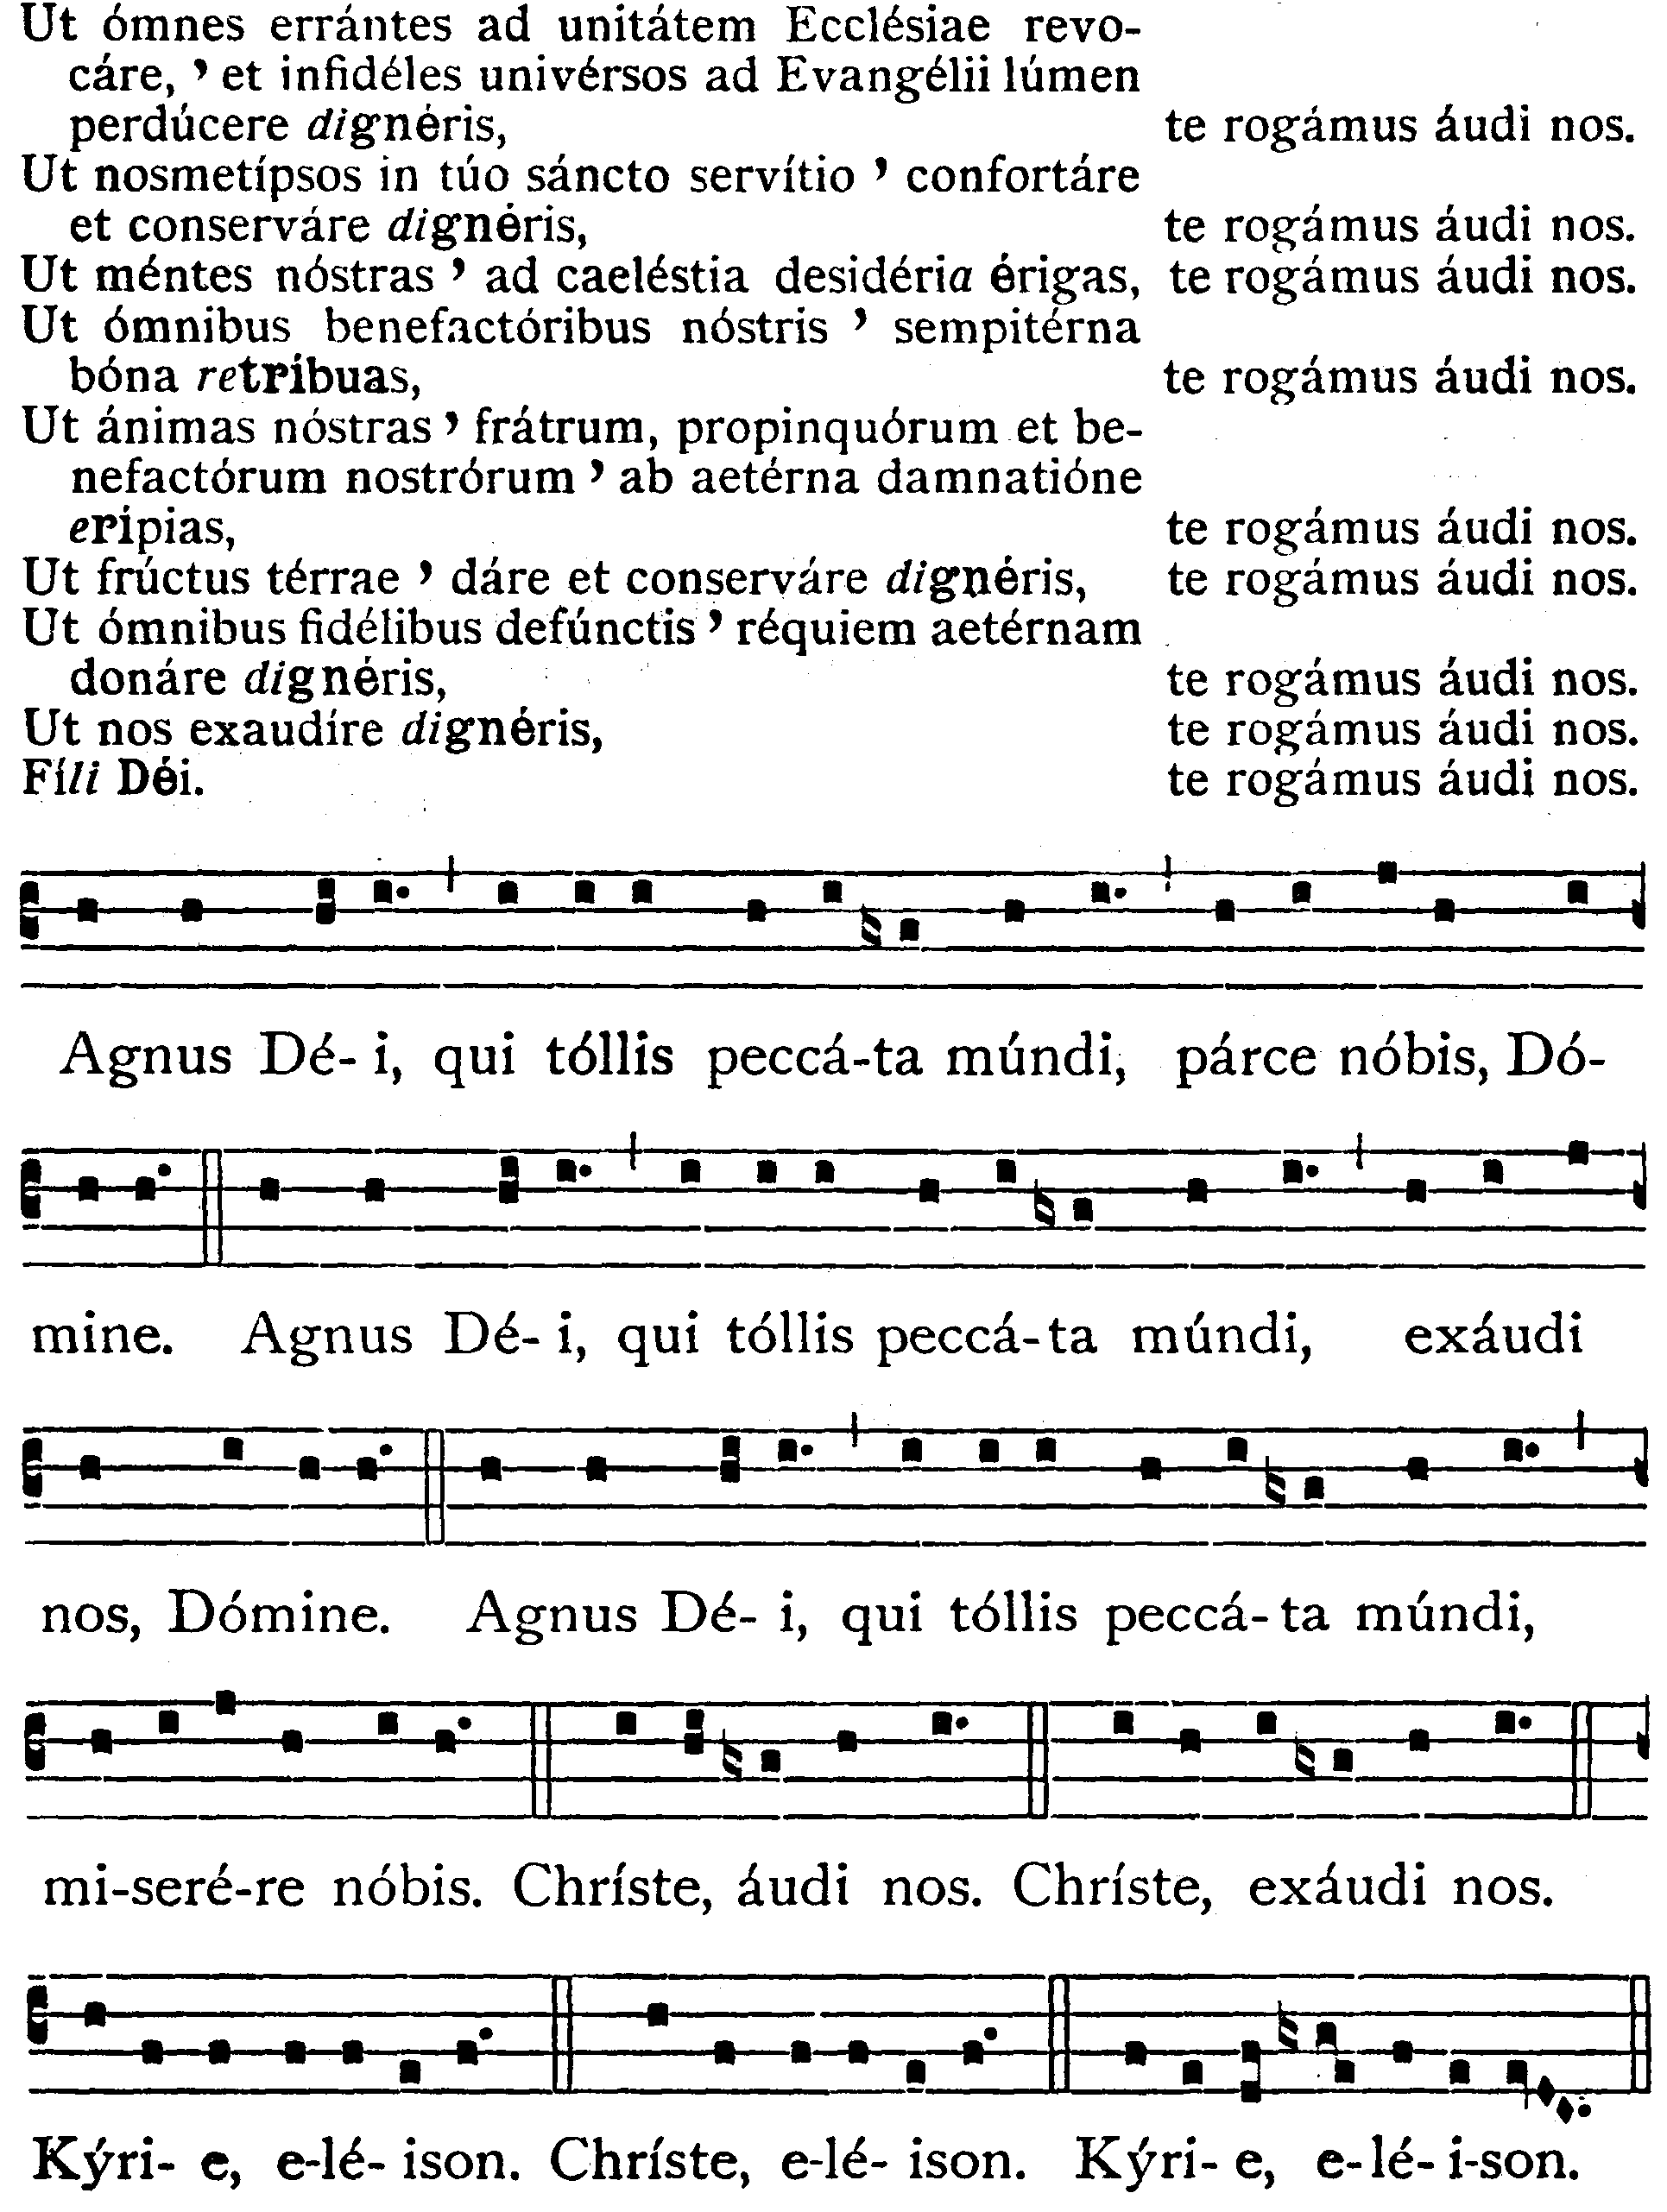 Ut ómnes errántes ad unitátem Ecclésiae revo-
cáre, ’ et infidéles univérsos ad Evangélii lúmen
perdúcere dignéris, te rogámus áudi nos.
Ut nosmetípsos in túo sáncto servítio ’ confortáre
et conserváre dignéris, te rogámus áudi nos.
Ut méntes nóstras ’ ad caeléstia desidéria érigas, te rogámus áudi nos.
Ut ómnibus benefactóribus nóstris ’ sempitérna
bóna retríbuas, te rogámus áudi nos.
Ut ánimas nóstras ’ frátrum, propinquórum et be-
nefactórum nostrórum ’ ab aetérna damnatióne
erípias, te rogámus áudi nos.
Ut frúctus térrae ’ dáre et conserváre dignéris, te rogámus áudi nos.
Ut ómnibus fidélibus defúnctis ’ réquiem aetérnam
donáre dignéris, te rogámus áudi nos.
Ut nos exaudíre dignéris, te rogámus áudi nos.
Fíli Déi. te rogámus áudi nos.
Agnus Dé- i, qui tóllis peccá-ta múndi, párce nóbis, Dó-
mine. Agnus Dé- i, qui tóllis peccá-ta múndi, exáudi
nos, Dómine. Agnus Dé- i, qui tóllis peccá- ta múndi,
mi-seré-re nóbis. Chríste, áudi nos. Chríste, exáudi nos.
Kýri- e, e-lé- ison. Chríste, e-lé- ison. Kýri- e, e- lé- i-son.